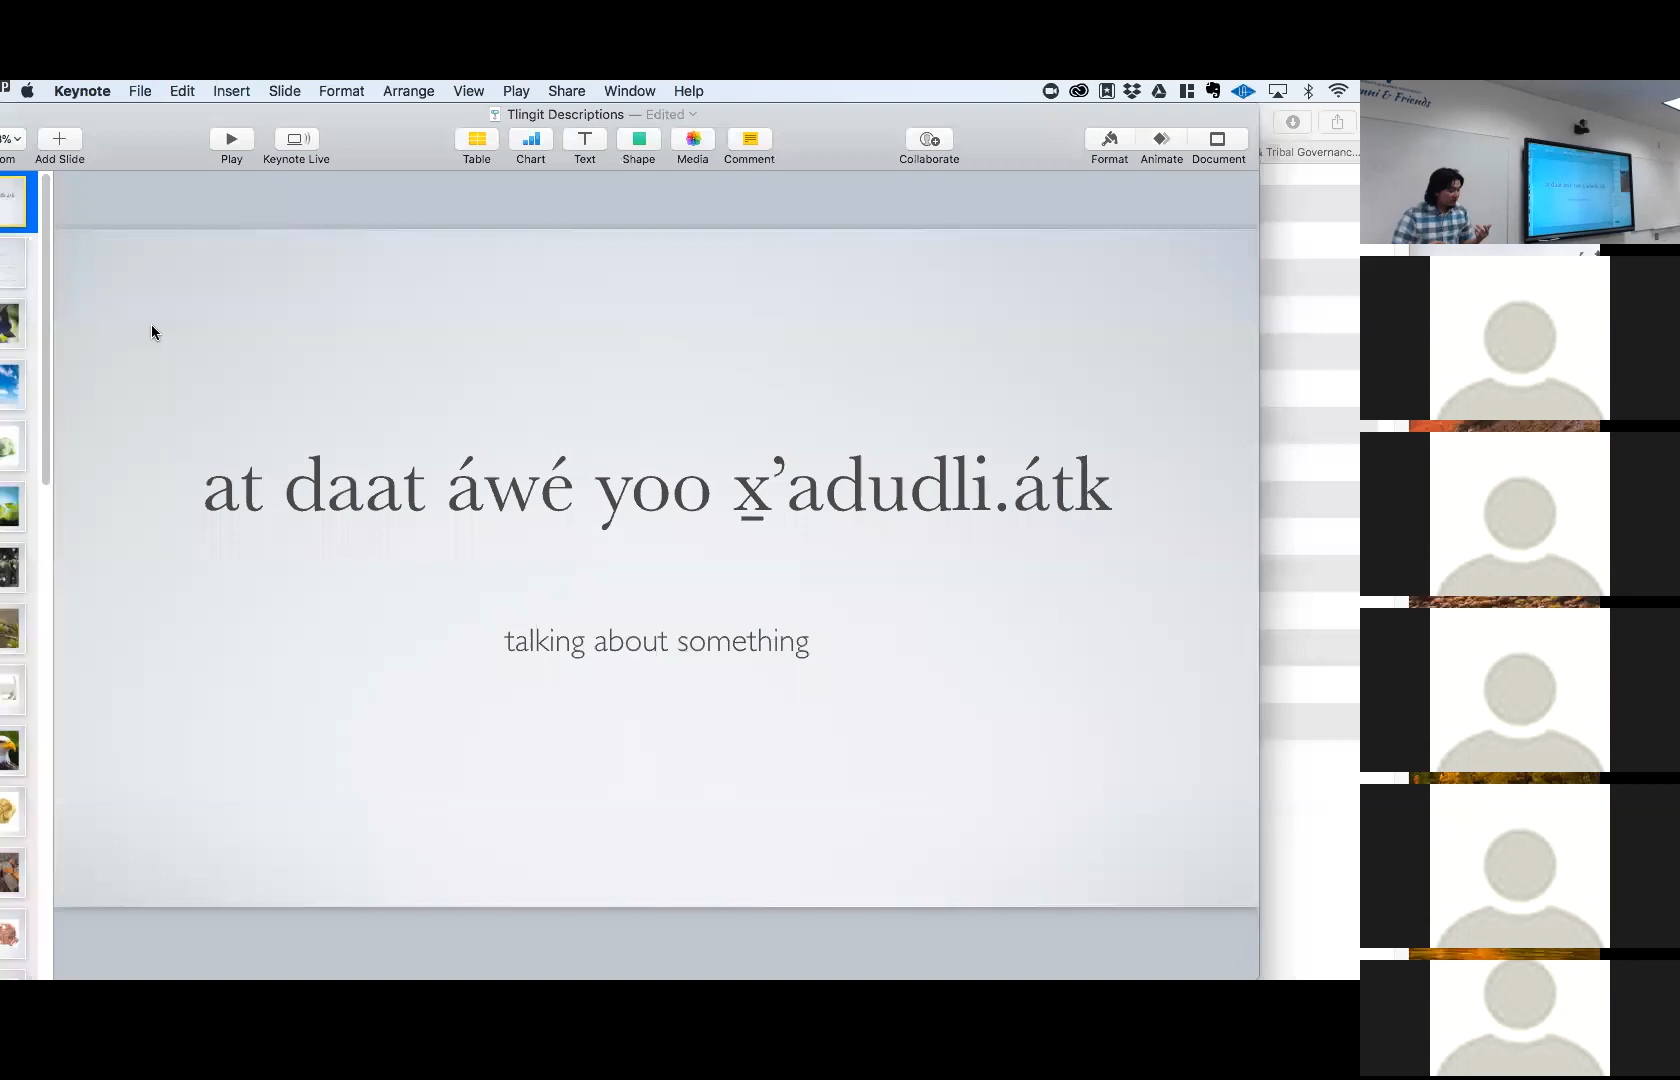 Keynote File Edit Insert Slide Format Arrange View Play Share Window Help
Tlingit Descriptions — Edited
Add Slide Play Keynote Live Table Chart Text Shape Media Comment Collaborate Format Animate Document
Tribal Governanc...
& Friends
at daat áwé yoo x̱’adudli.átk
talking about something